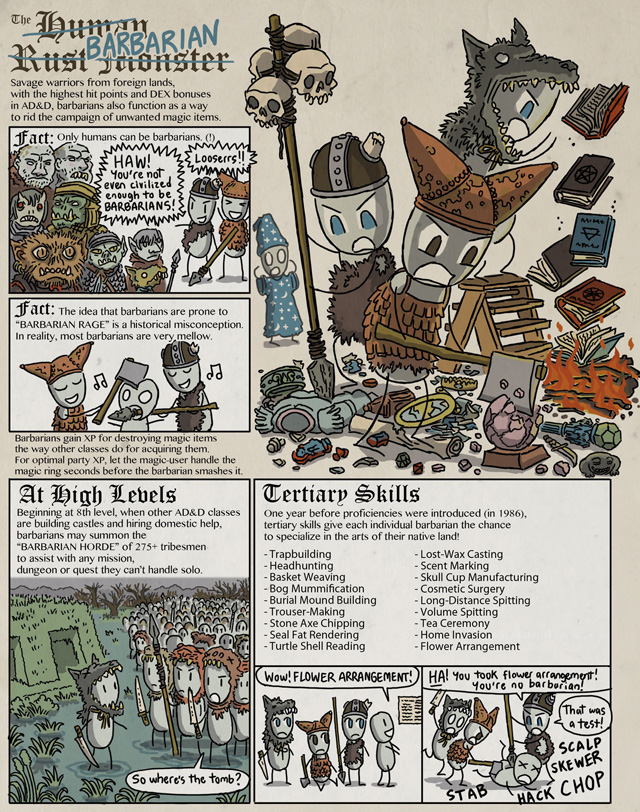 The Human
BARBARIAN
Rust Monster
Savage warriors from foreign lands,
with the highest hit points and DEX bonuses
in AD&D, barbarians also function as a way
to rid the campaign of unwanted magic items.
Fact: Only humans can be barbarians. (!)
HAW!
You're not
even civilized
enough to be
BARBARIANS!
Loosers!!
Fact: The idea that barbarians are prone to
"BARBARIAN RAGE" is a historical misconception.
In reality, most barbarians are very mellow.
Barbarians gain XP for destroying magic items
the way other classes do for acquiring them.
For optimal party XP, let the magic-user handle the
magic ring seconds before the barbarian smashes it.
At High Levels
Beginning at 8th level, when other AD&D classes
are building castles and hiring domestic help,
barbarians may summon the
"BARBARIAN HORDE" of 275+ tribesmen
to assist with any mission,
dungeon or quest they can't handle solo.
So where's the tomb?
Tertiary Skills
One year before proficiencies were introduced (in 1986),
tertiary skills give each individual barbarian the chance
to specialize in the arts of their native land!
- Trapbuilding
- Headhunting
- Basket Weaving
- Bog Mummification
- Burial Mound Building
- Trouser-Making
- Stone Axe Chipping
- Seal Fat Rendering
- Turtle Shell Reading
- Lost-Wax Casting
- Scent Marking
- Skull Cup Manufacturing
- Cosmetic Surgery
- Long-Distance Spitting
- Volume Spitting
- Tea Ceremony
- Home Invasion
- Flower Arrangement
Wow! FLOWER ARRANGEMENT!
HA! You took flower arrangement!
You're no barbarian!
That was
a test!
SCALP
SKEWER
STAB
HACK CHOP